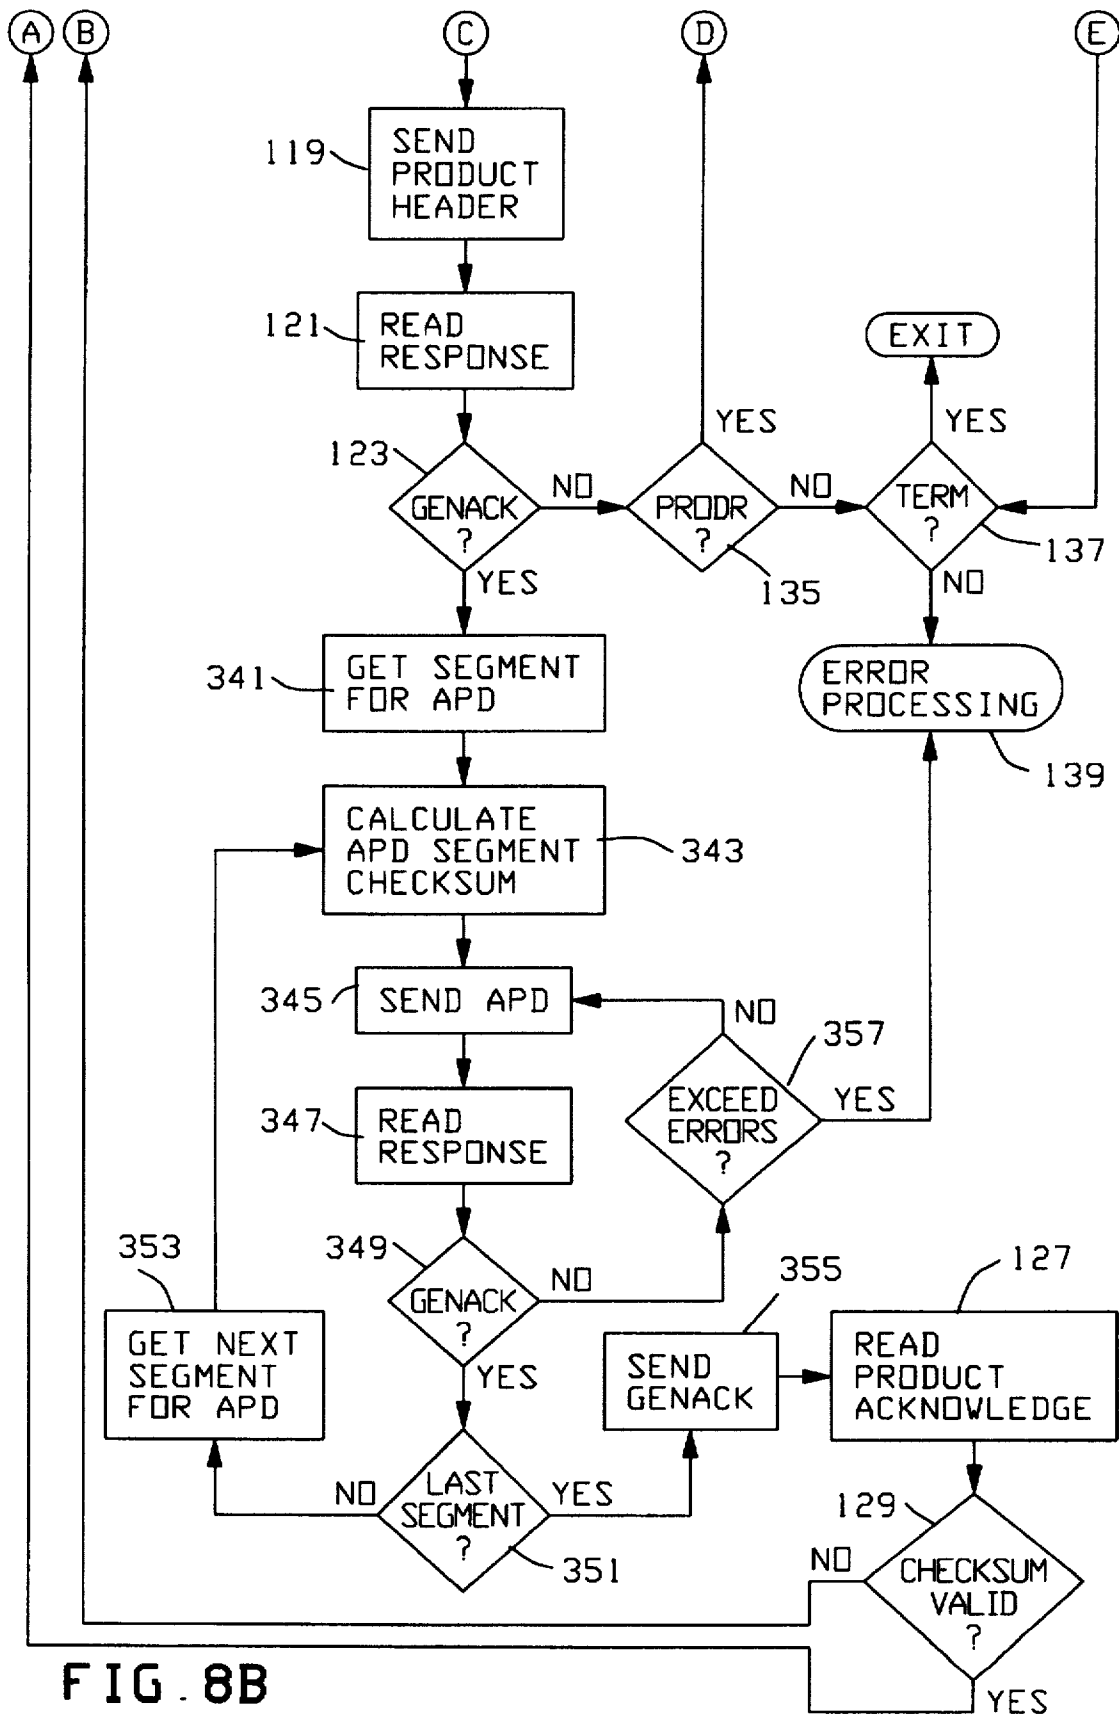 A
B
C
D
E
119
SEND
PRODUCT
HEADER
121
READ
RESPONSE
EXIT
YES
YES
123
GENACK
?
NO
PRODR
?
NO
TERM
?
137
135
YES
NO
341
GET SEGMENT
FOR APD
ERROR
PROCESSING
139
CALCULATE
APD SEGMENT
CHECKSUM
343
345
SEND APD
NO
357
347
READ
RESPONSE
EXCEED
ERRORS
?
YES
353
349
GENACK
?
NO
355
127
GET NEXT
SEGMENT
FOR APD
YES
SEND
GENACK
READ
PRODUCT
ACKNOWLEDGE
NO
LAST
SEGMENT
?
YES
351
129
NO
CHECKSUM
VALID
?
YES
FIG. 8B